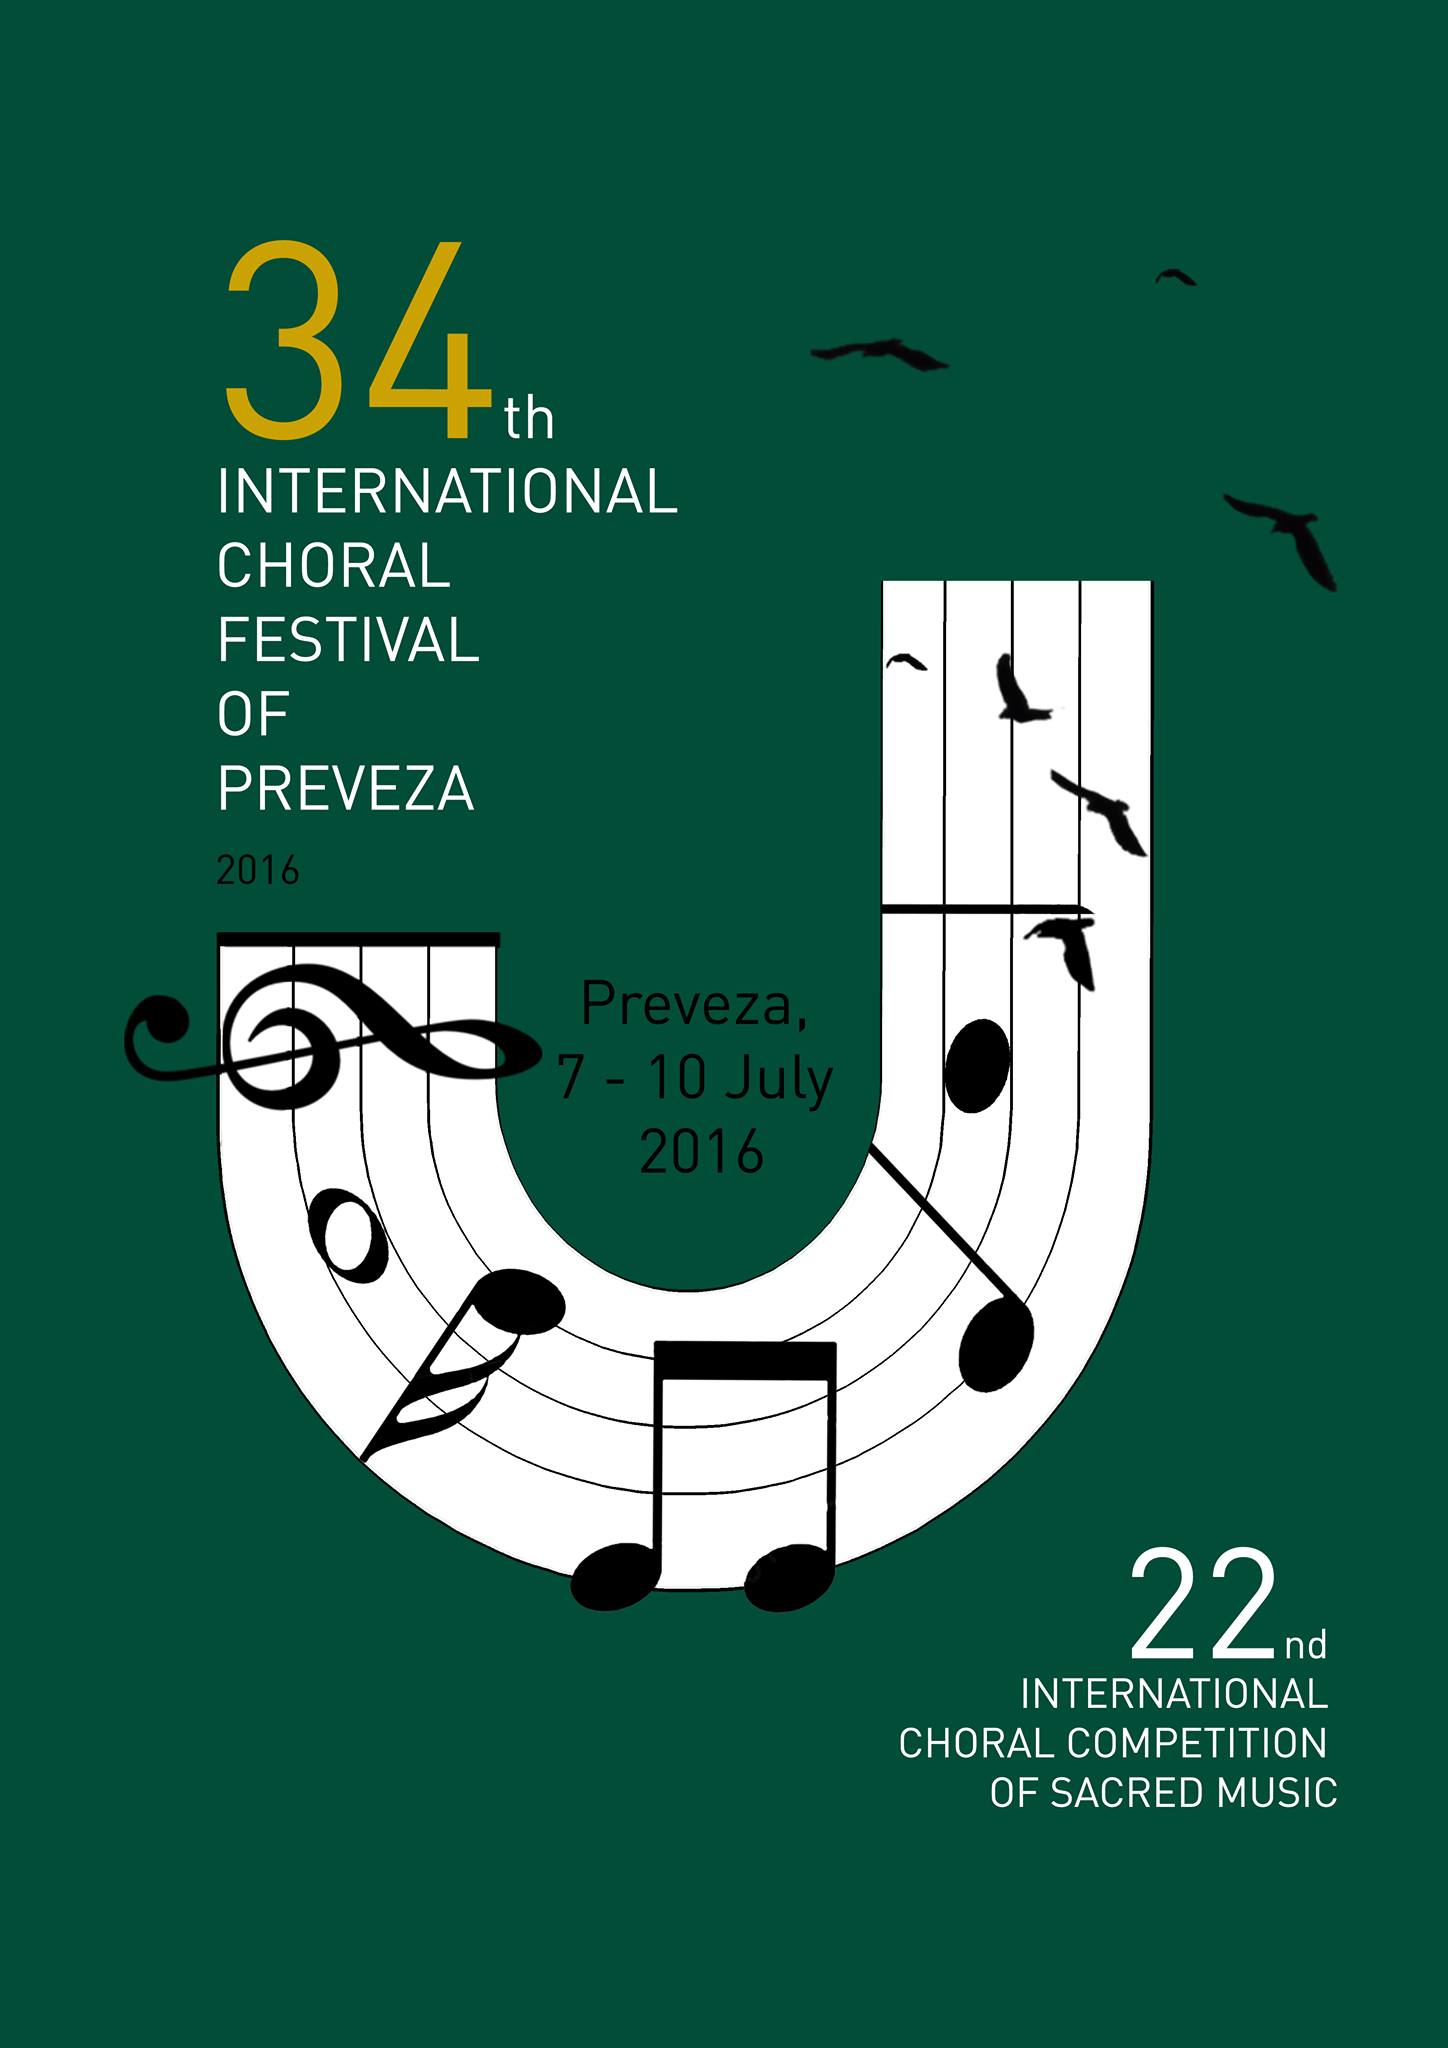 34th
INTERNATIONAL
CHORAL
FESTIVAL
OF
PREVEZA
2016
Preveza,
7 - 10 July
2016
22nd
INTERNATIONAL
CHORAL COMPETITION
OF SACRED MUSIC